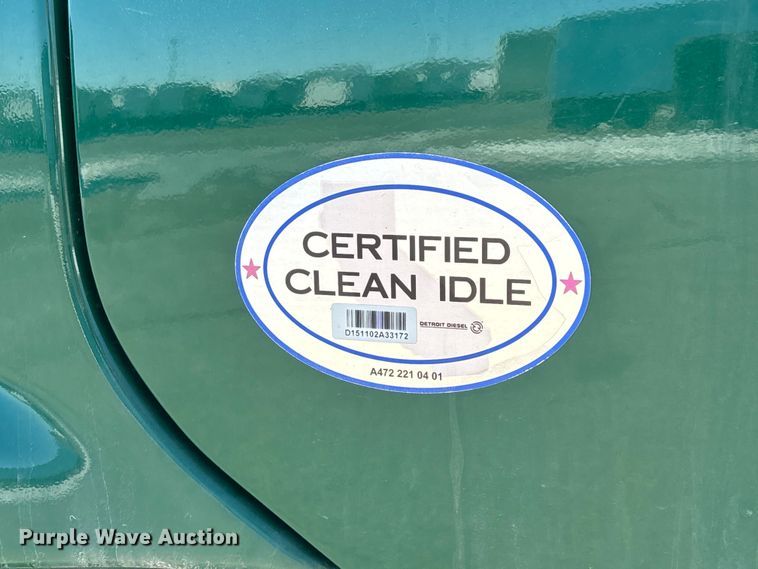 CERTIFIED
CLEAN IDLE
D151102A33172
DETROIT DIESEL
A472 221 04 01
Purple Wave Auction